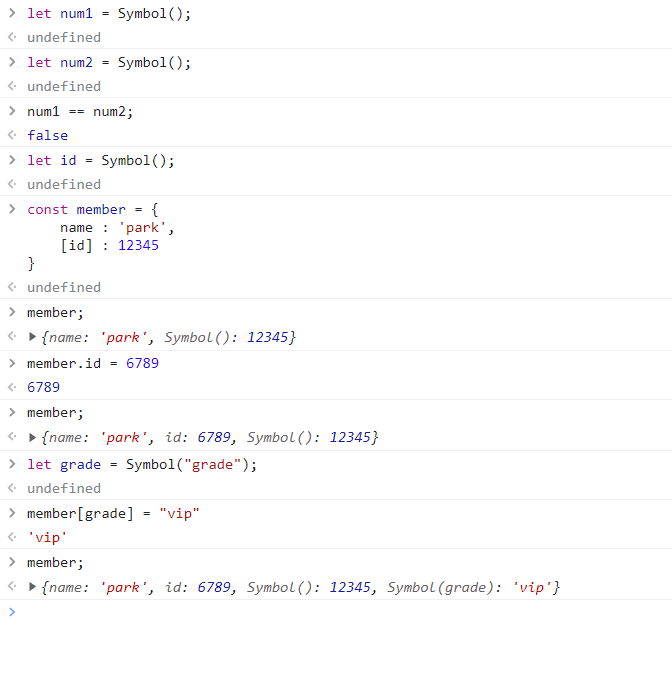 let num1 = Symbol();
undefined
let num2 = Symbol();
undefined
num1 == num2;
false
let id = Symbol();
undefined
const member = {
    name : 'park',
    [id] : 12345
}
undefined
member;
{name: 'park', Symbol(): 12345}
member.id = 6789
6789
member;
{name: 'park', id: 6789, Symbol(): 12345}
let grade = Symbol("grade");
undefined
member[grade] = "vip"
'vip'
member;
{name: 'park', id: 6789, Symbol(): 12345, Symbol(grade): 'vip'}